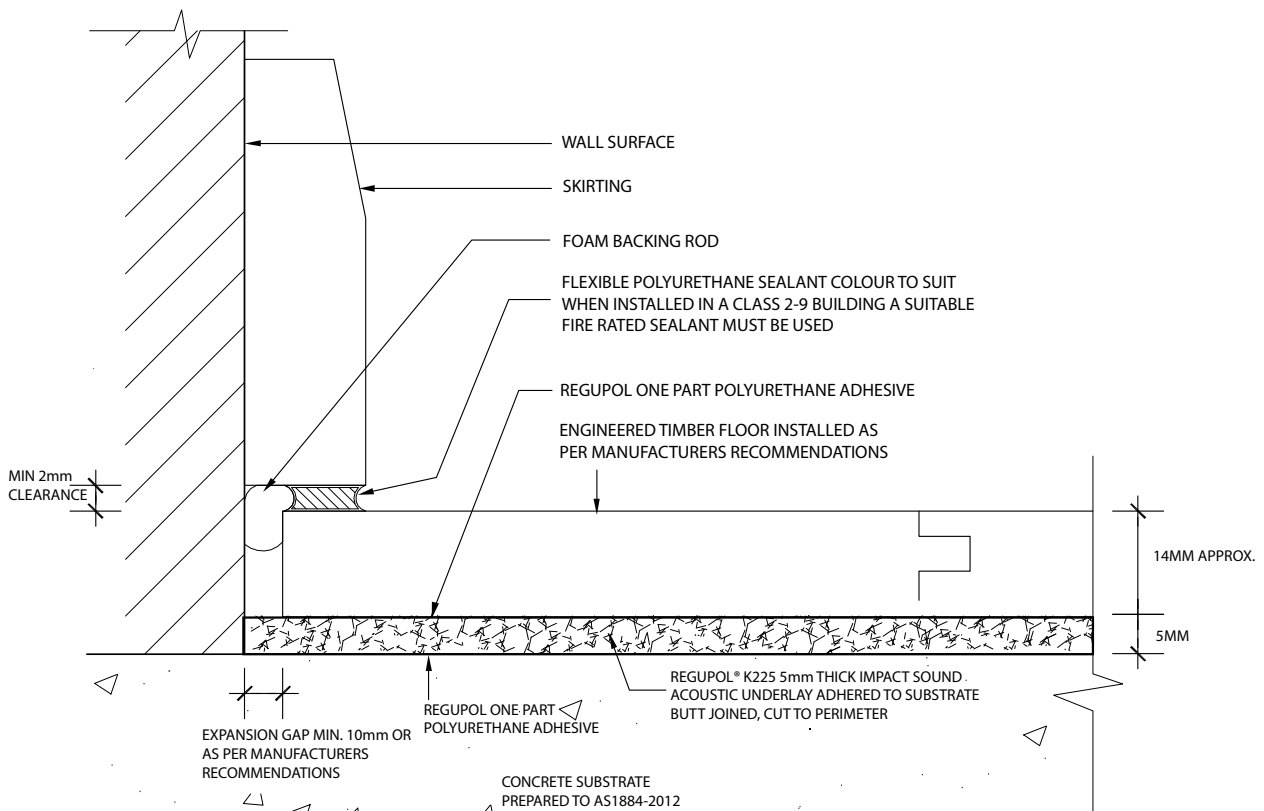 WALL SURFACE
SKIRTING
FOAM BACKING ROD
FLEXIBLE POLYURETHANE SEALANT COLOUR TO SUIT
WHEN INSTALLED IN A CLASS 2-9 BUILDING A SUITABLE
FIRE RATED SEALANT MUST BE USED
REGUPOL ONE PART POLYURETHANE ADHESIVE
ENGINEERED TIMBER FLOOR INSTALLED AS
PER MANUFACTURERS RECOMMENDATIONS
MIN 2mm
CLEARANCE
14MM APPROX.
5MM
REGUPOL® K225 5mm THICK IMPACT SOUND
ACOUSTIC UNDERLAY ADHERED TO SUBSTRATE
BUTT JOINED, CUT TO PERIMETER
REGUPOL ONE PART
POLYURETHANE ADHESIVE
EXPANSION GAP MIN. 10mm OR
AS PER MANUFACTURERS
RECOMMENDATIONS
CONCRETE SUBSTRATE
PREPARED TO AS1884-2012